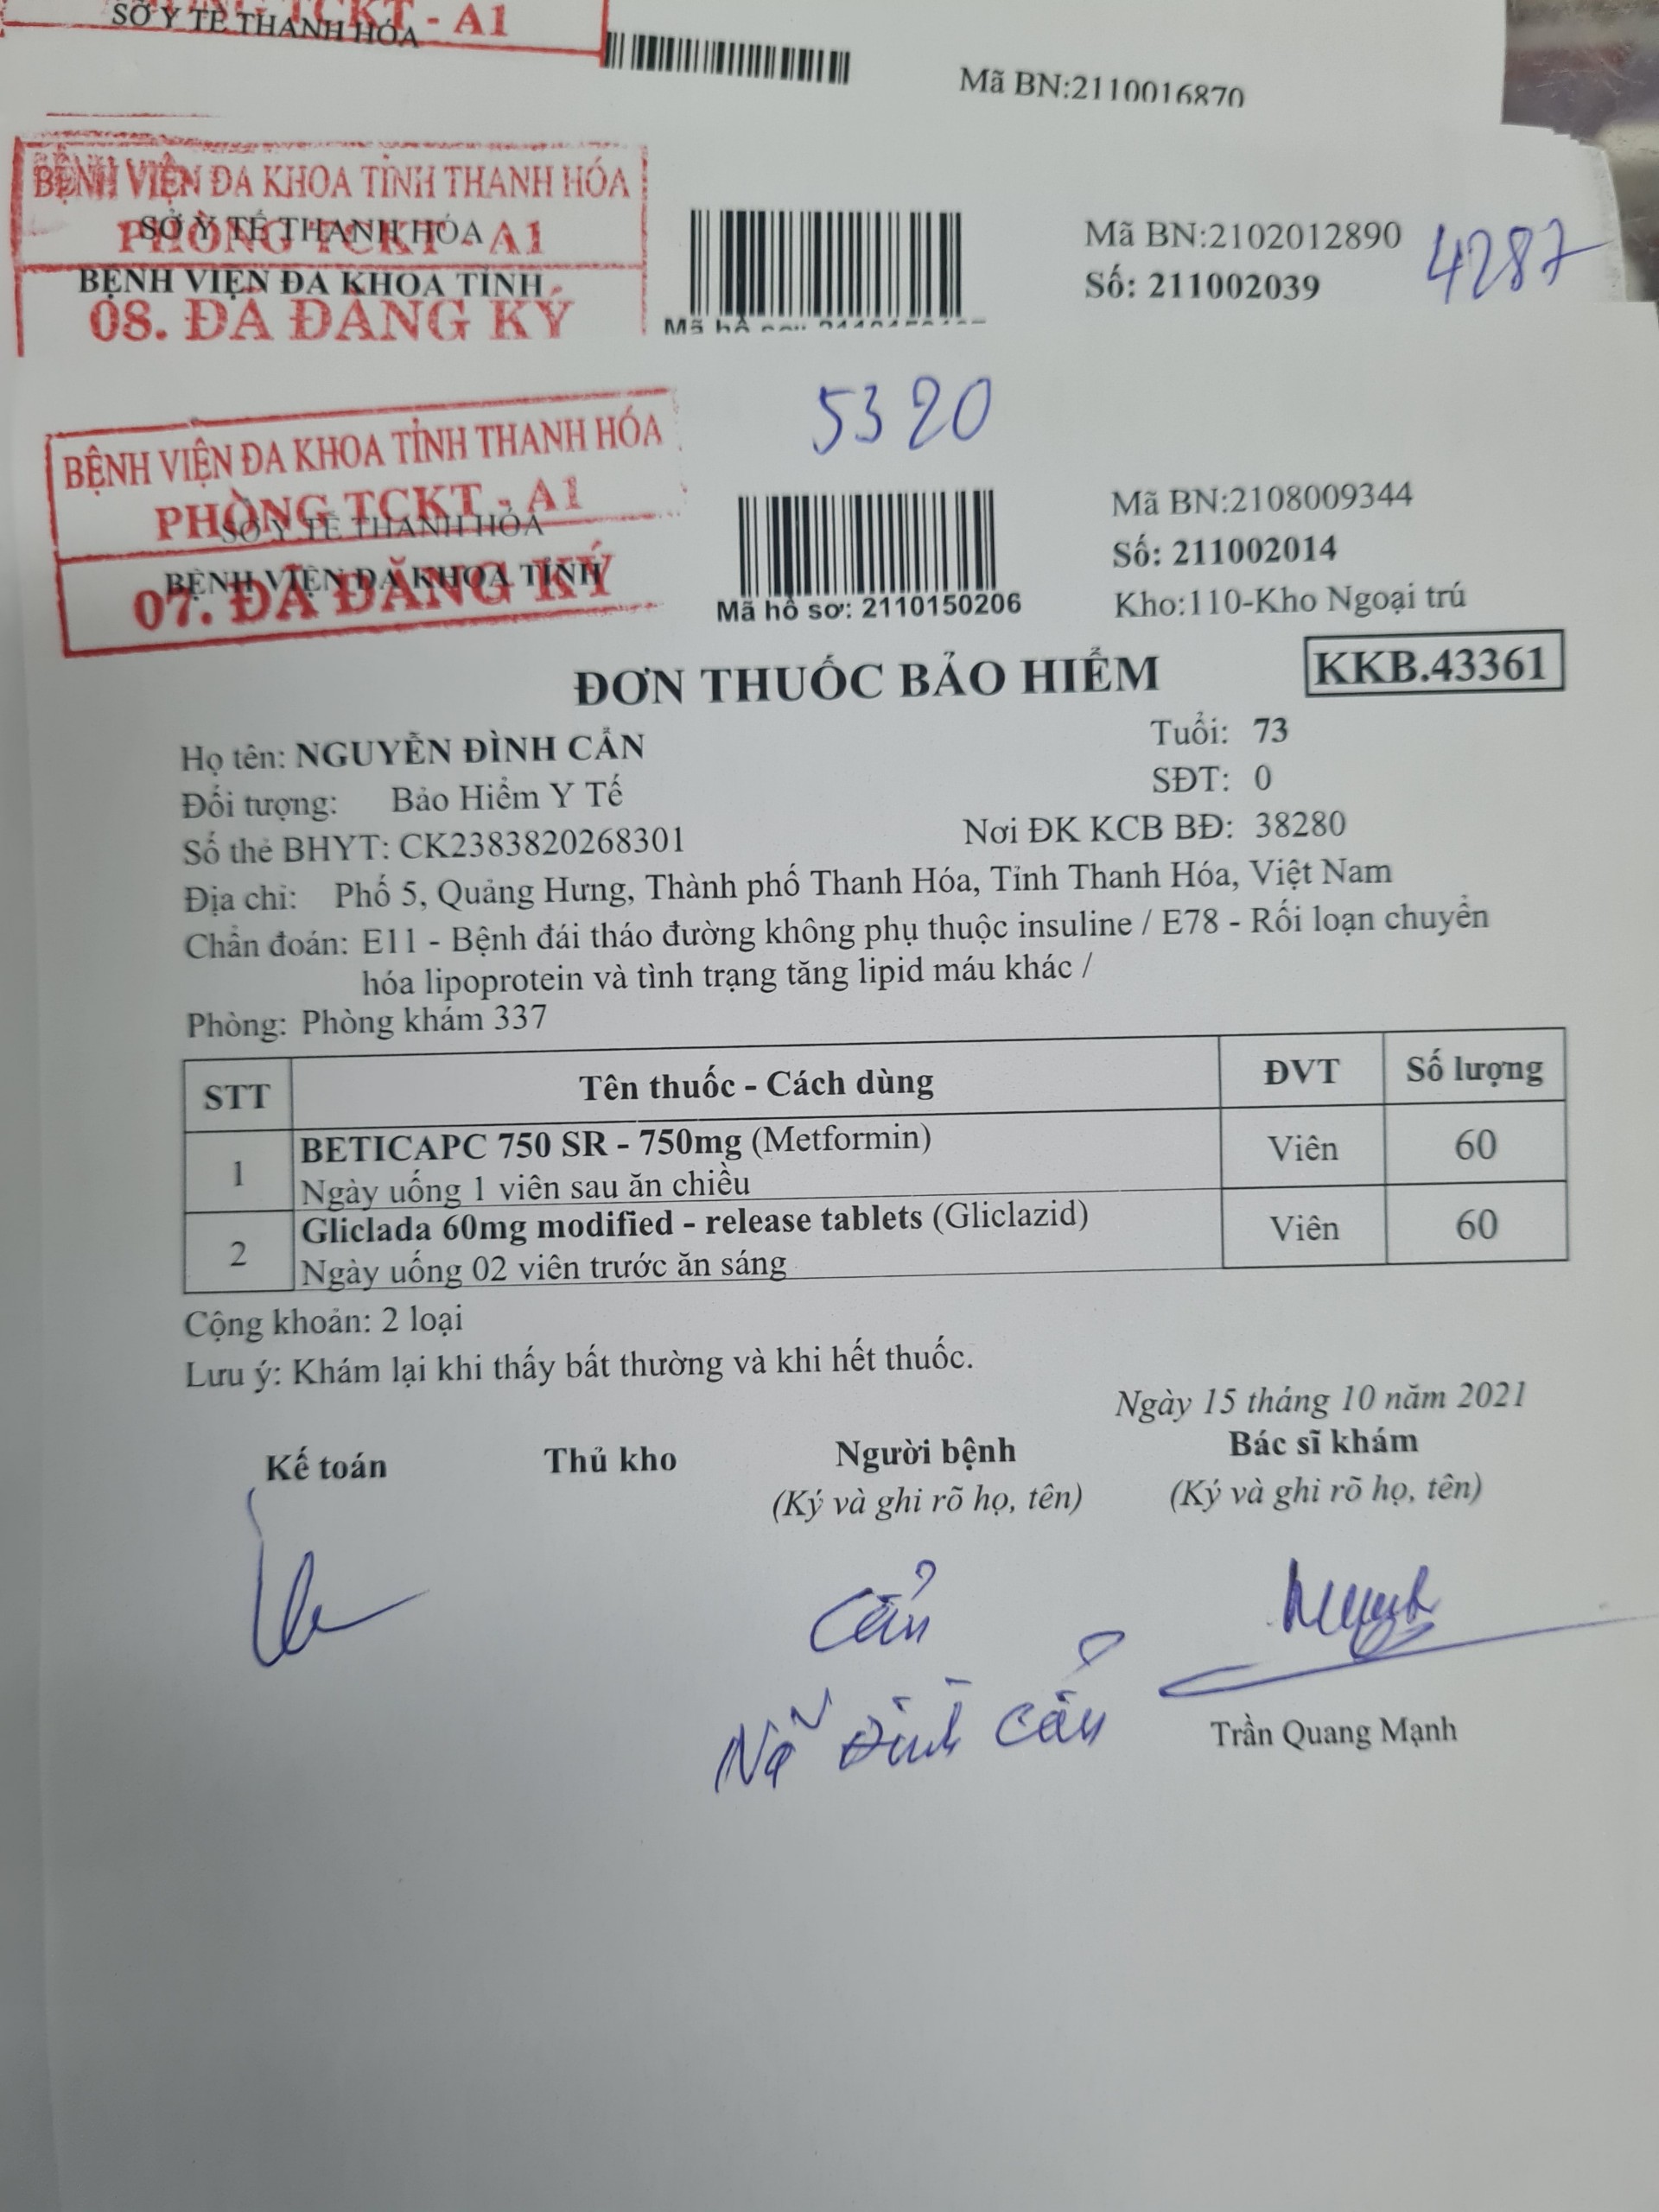 SỞ Y TẾ THANH HÓA
TCKT - A1
Mã BN:2110016870
BỆNH VIỆN ĐA KHOA TỈNH THANH HÓA
PHÒNG TCKT - A1
SỞ Y TẾ THANH HÓA
BỆNH VIỆN ĐA KHOA TỈNH
08. ĐÃ ĐĂNG KÝ
Mã BN:2102012890
Số: 211002039
4287
Mã hồ sơ:
5320
BỆNH VIỆN ĐA KHOA TỈNH THANH HÓA
PHÒNG TCKT - A1
SỞ Y TẾ THANH HÓA
BỆNH VIỆN ĐA KHOA TỈNH
07. ĐÃ ĐĂNG KÝ
Mã hồ sơ: 2110150206
Mã BN:2108009344
Số: 211002014
Kho:110-Kho Ngoại trú
ĐƠN THUỐC BẢO HIỂM
KKB.43361
Họ tên: NGUYỄN ĐÌNH CẨN
Tuổi: 73
Đối tượng: Bảo Hiểm Y Tế
SĐT: 0
Số thẻ BHYT: CK2383820268301
Nơi ĐK KCB BĐ: 38280
Địa chỉ: Phố 5, Quảng Hưng, Thành phố Thanh Hóa, Tỉnh Thanh Hóa, Việt Nam
Chẩn đoán: E11 - Bệnh đái tháo đường không phụ thuộc insuline / E78 - Rối loạn chuyển
hóa lipoprotein và tình trạng tăng lipid máu khác /
Phòng: Phòng khám 337
STT Tên thuốc - Cách dùng ĐVT Số lượng
1 BETICAPC 750 SR - 750mg (Metformin) Viên 60
Ngày uống 1 viên sau ăn chiều
2 Gliclada 60mg modified - release tablets (Gliclazid) Viên 60
Ngày uống 02 viên trước ăn sáng
Cộng khoản: 2 loại
Lưu ý: Khám lại khi thấy bất thường và khi hết thuốc.
Ngày 15 tháng 10 năm 2021
Kế toán Thủ kho Người bệnh Bác sĩ khám
(Ký và ghi rõ họ, tên) (Ký và ghi rõ họ, tên)
Cẩn
Ng Đình Cẩn
Trần Quang Mạnh